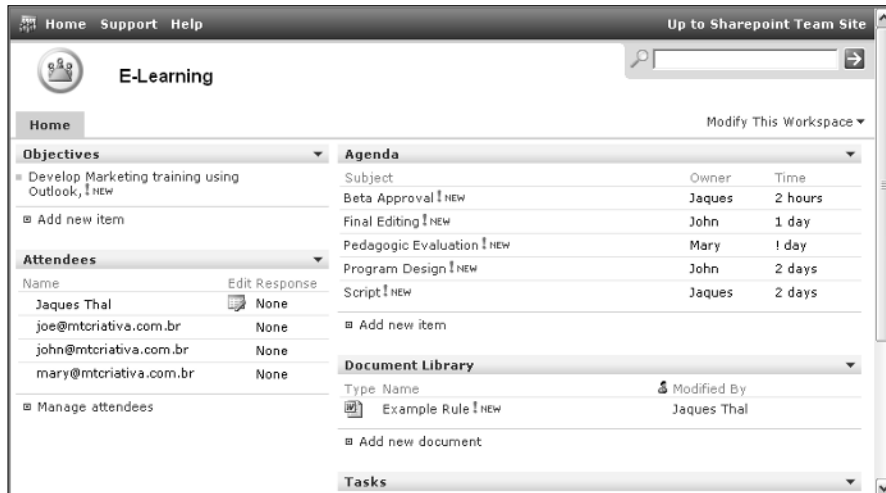 Home Support Help Up to Sharepoint Team Site
E-Learning
Home
Modify This Workspace
Objectives
Develop Marketing training using
Outlook, ! NEW
Add new item
Attendees
Name Edit Response
Jaques Thal None
joe@mtcriativa.com.br None
john@mtcriativa.com.br None
mary@mtcriativa.com.br None
Manage attendees
Agenda
Subject Owner Time
Beta Approval ! NEW Jaques 2 hours
Final Editing ! NEW John 1 day
Pedagogic Evaluation ! NEW Mary ! day
Program Design ! NEW John 2 days
Script ! NEW Jaques 2 days
Add new item
Document Library
Type Name Modified By
Example Rule ! NEW Jaques Thal
Add new document
Tasks